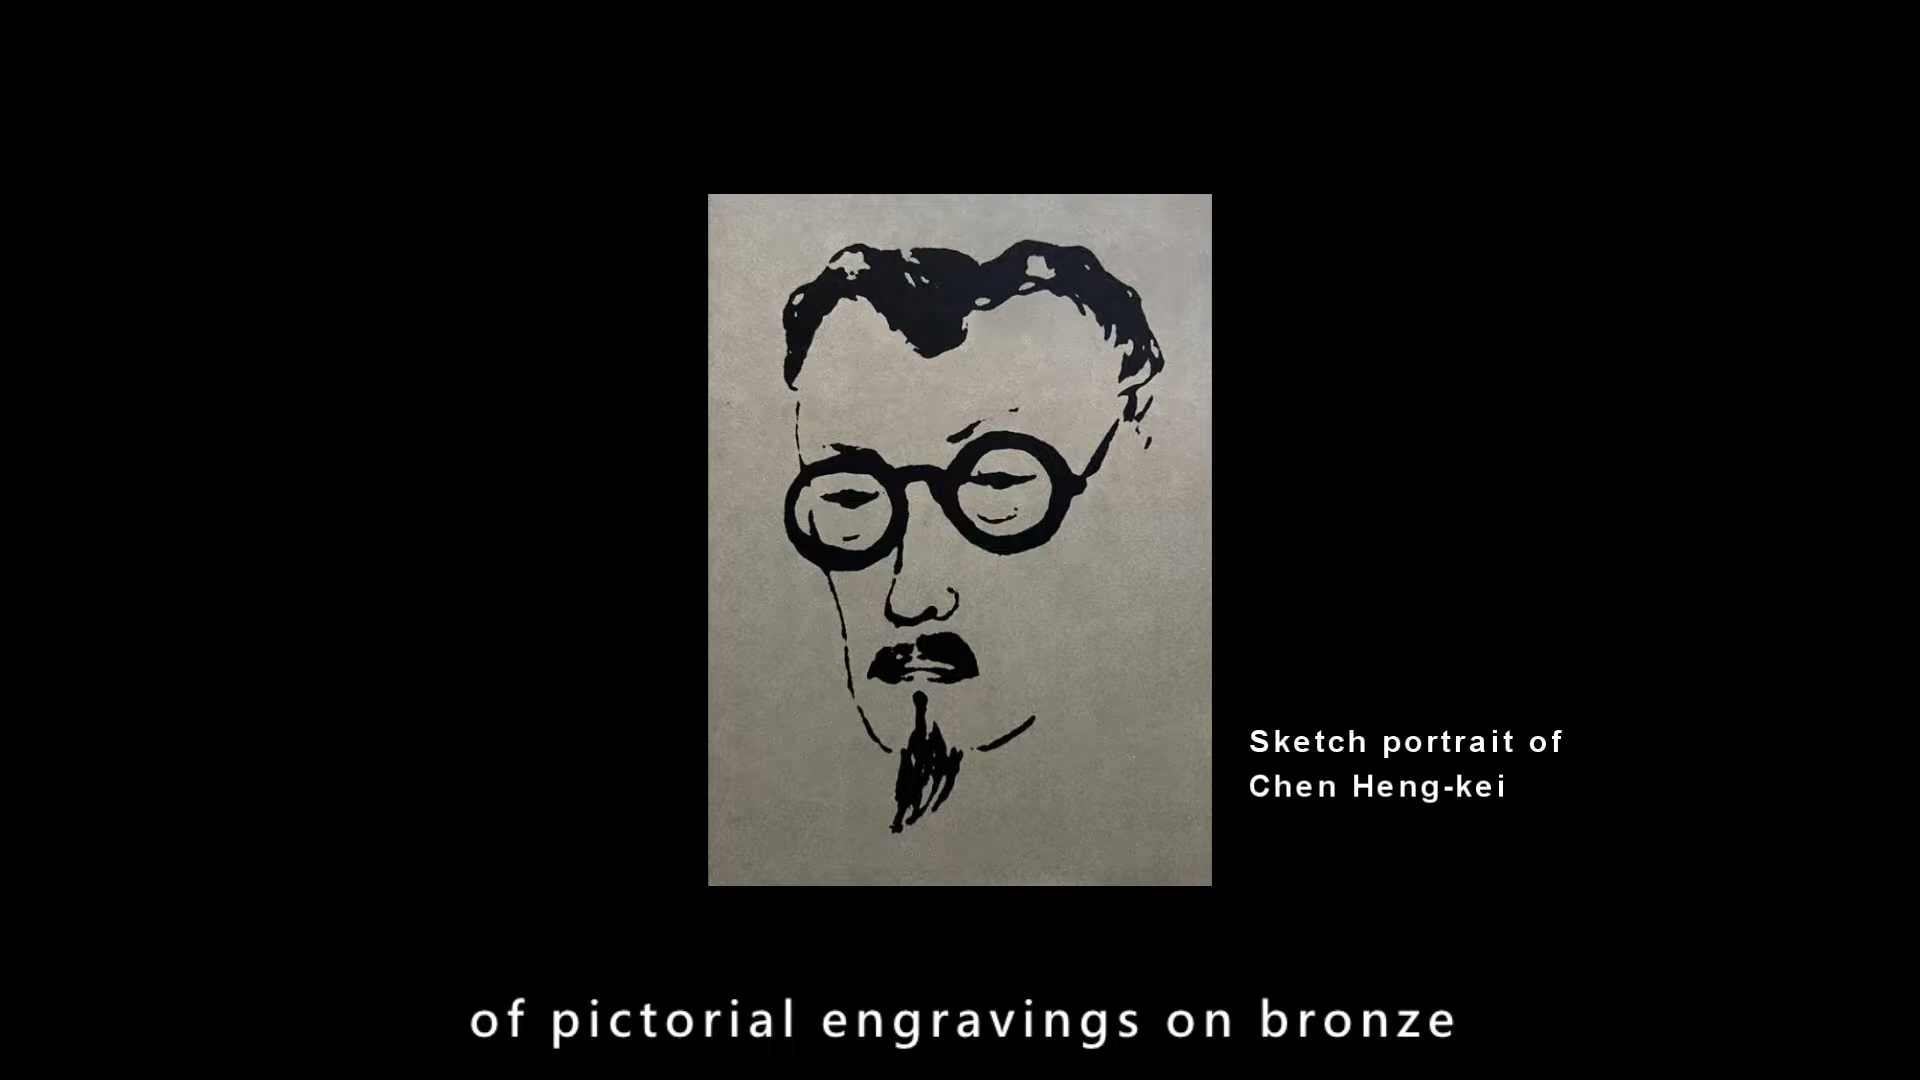 Sketch portrait of
Chen Heng-kei
of pictorial engravings on bronze